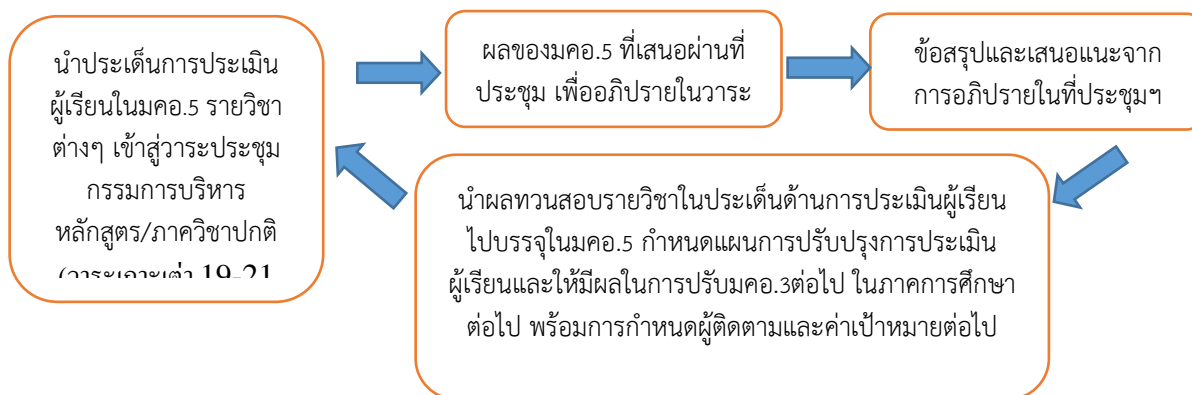 นำประเด็นการประเมิน
ผู้เรียนในมคอ.5 รายวิชา
ต่างๆ เข้าสู่วาระประชุม
กรรมการบริหาร
หลักสูตร/ภาควิชาปกติ
19-21
ผลของมคอ.5 ที่เสนอผ่านที่
ประชุม เพื่ออภิปรายในวาระ
ข้อสรุปและเสนอแนะจาก
การอภิปรายในที่ประชุมฯ
นำผลทวนสอบรายวิชาในประเด็นด้านการประเมินผู้เรียน
ไปบรรจุในมคอ.5 กำหนดแผนการปรับปรุงการประเมิน
ผู้เรียนและให้มีผลในการปรับมคอ.3ต่อไป ในภาคการศึกษา
ต่อไป พร้อมการกำหนดผู้ติดตามและค่าเป้าหมายต่อไป